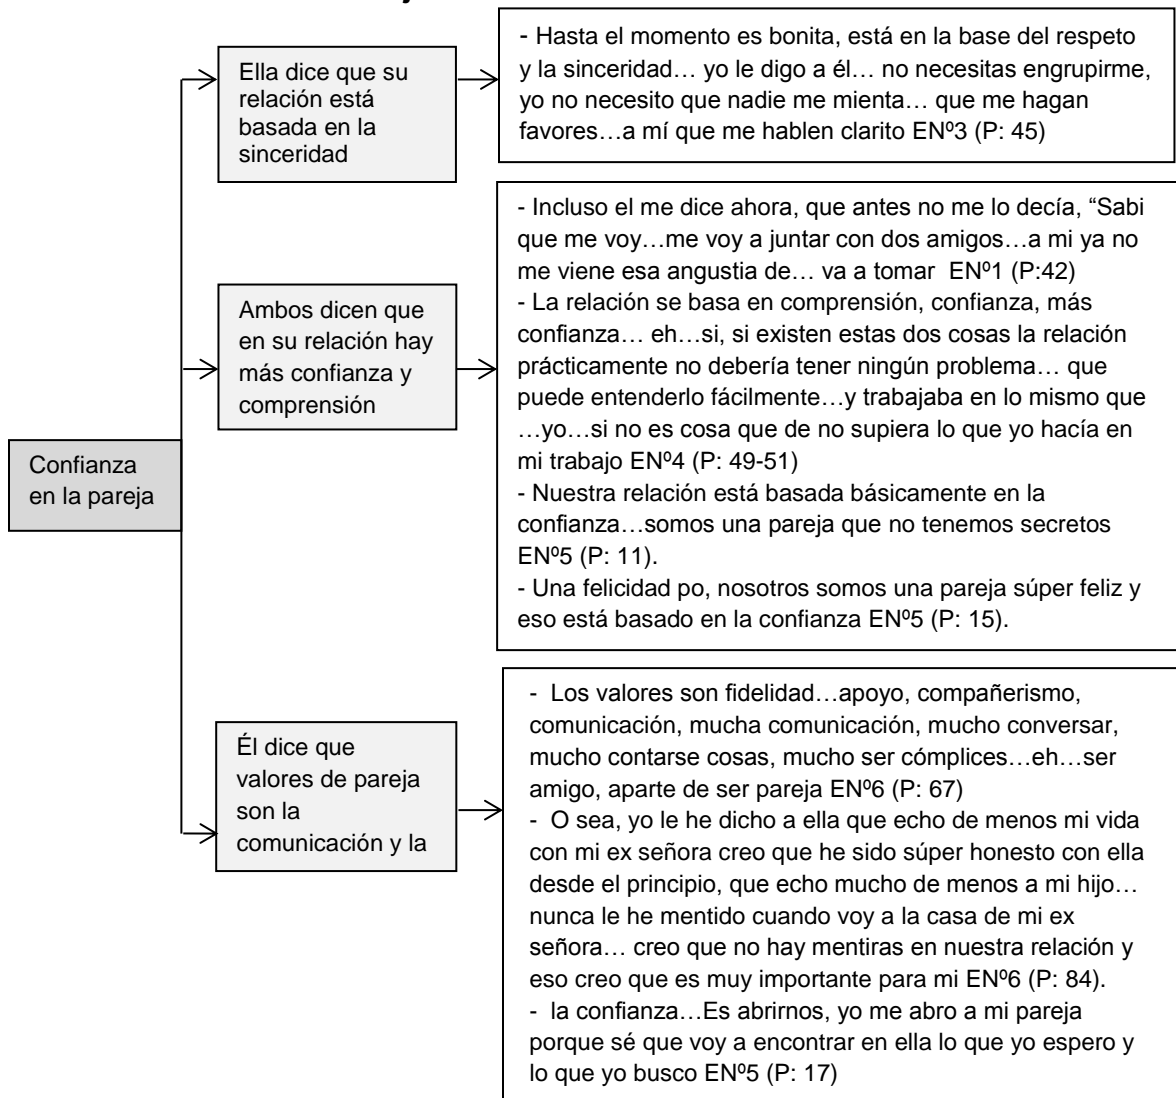 Ella dice que su
relación está
basada en la
sinceridad
- Hasta el momento es bonita, está en la base del respeto
y la sinceridad… yo le digo a él… no necesitas engrupirme,
yo no necesito que nadie me mienta… que me hagan
favores…a mí que me hablen clarito ENº3 (P: 45)
Ambos dicen que
en su relación hay
más confianza y
comprensión
- Incluso el me dice ahora, que antes no me lo decía, “Sabi
que me voy…me voy a juntar con dos amigos…a mi ya no
me viene esa angustia de… va a tomar ENº1 (P:42)
- La relación se basa en comprensión, confianza, más
confianza… eh…si, si existen estas dos cosas la relación
prácticamente no debería tener ningún problema… que
puede entenderlo fácilmente…y trabajaba en lo mismo que
…yo…si no es cosa que de no supiera lo que yo hacía en
mi trabajo ENº4 (P: 49-51)
- Nuestra relación está basada básicamente en la
confianza…somos una pareja que no tenemos secretos
ENº5 (P: 11).
- Una felicidad po, nosotros somos una pareja súper feliz y
eso está basado en la confianza ENº5 (P: 15).
Confianza
en la pareja
Él dice que
valores de pareja
son la
comunicación y la
- Los valores son fidelidad…apoyo, compañerismo,
comunicación, mucha comunicación, mucho conversar,
mucho contarse cosas, mucho ser cómplices…eh…ser
amigo, aparte de ser pareja ENº6 (P: 67)
- O sea, yo le he dicho a ella que echo de menos mi vida
con mi ex señora creo que he sido súper honesto con ella
desde el principio, que echo mucho de menos a mi hijo…
nunca le he mentido cuando voy a la casa de mi ex
señora… creo que no hay mentiras en nuestra relación y
eso creo que es muy importante para mi ENº6 (P: 84).
- la confianza…Es abrirnos, yo me abro a mi pareja
porque sé que voy a encontrar en ella lo que yo espero y
lo que yo busco ENº5 (P: 17)